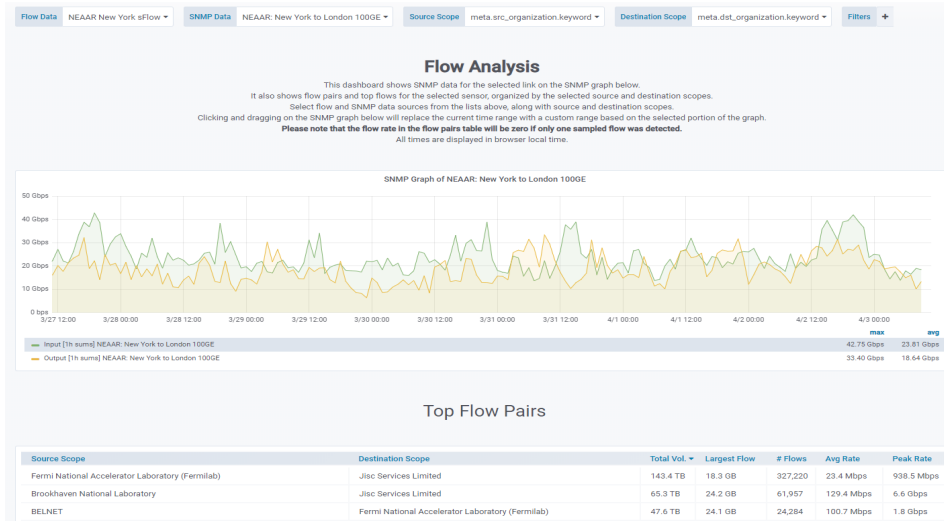 Flow Data NEAAR New York sFlow SNMP Data NEAAR: New York to London 100GE Source Scope meta.src_organization.keyword Destination Scope meta.dst_organization.keyword Filters +
Flow Analysis
This dashboard shows SNMP data for the selected link on the SNMP graph below.
It also shows flow pairs and top flows for the selected sensor, organized by the selected source and destination scopes.
Select flow and SNMP data sources from the lists above, along with source and destination scopes.
Clicking and dragging on the SNMP graph below will replace the current time range with a custom range based on the selected portion of the graph.
Please note that the flow rate in the flow pairs table will be zero if only one sampled flow was detected.
All times are displayed in browser local time.
SNMP Graph of NEAAR: New York to London 100GE
50 Gbps
40 Gbps
30 Gbps
20 Gbps
10 Gbps
0 bps
3/27 12:00 3/28 00:00 3/28 12:00 3/29 00:00 3/29 12:00 3/30 00:00 3/30 12:00 3/31 00:00 3/31 12:00 4/1 00:00 4/1 12:00 4/2 00:00 4/2 12:00 4/3 00:00
max avg
Input [1h sums] NEAAR: New York to London 100GE 42.75 Gbps 23.81 Gbps
Output [1h sums] NEAAR: New York to London 100GE 33.40 Gbps 18.64 Gbps
Top Flow Pairs
Source Scope Destination Scope Total Vol. Largest Flow # Flows Avg Rate Peak Rate
Fermi National Accelerator Laboratory (Fermilab) Jisc Services Limited 143.4 TB 18.3 GB 327,220 23.4 Mbps 938.5 Mbps
Brookhaven National Laboratory Jisc Services Limited 65.3 TB 24.2 GB 61,957 129.4 Mbps 6.6 Gbps
BELNET Fermi National Accelerator Laboratory (Fermilab) 47.6 TB 24.1 GB 24,284 100.7 Mbps 1.8 Gbps